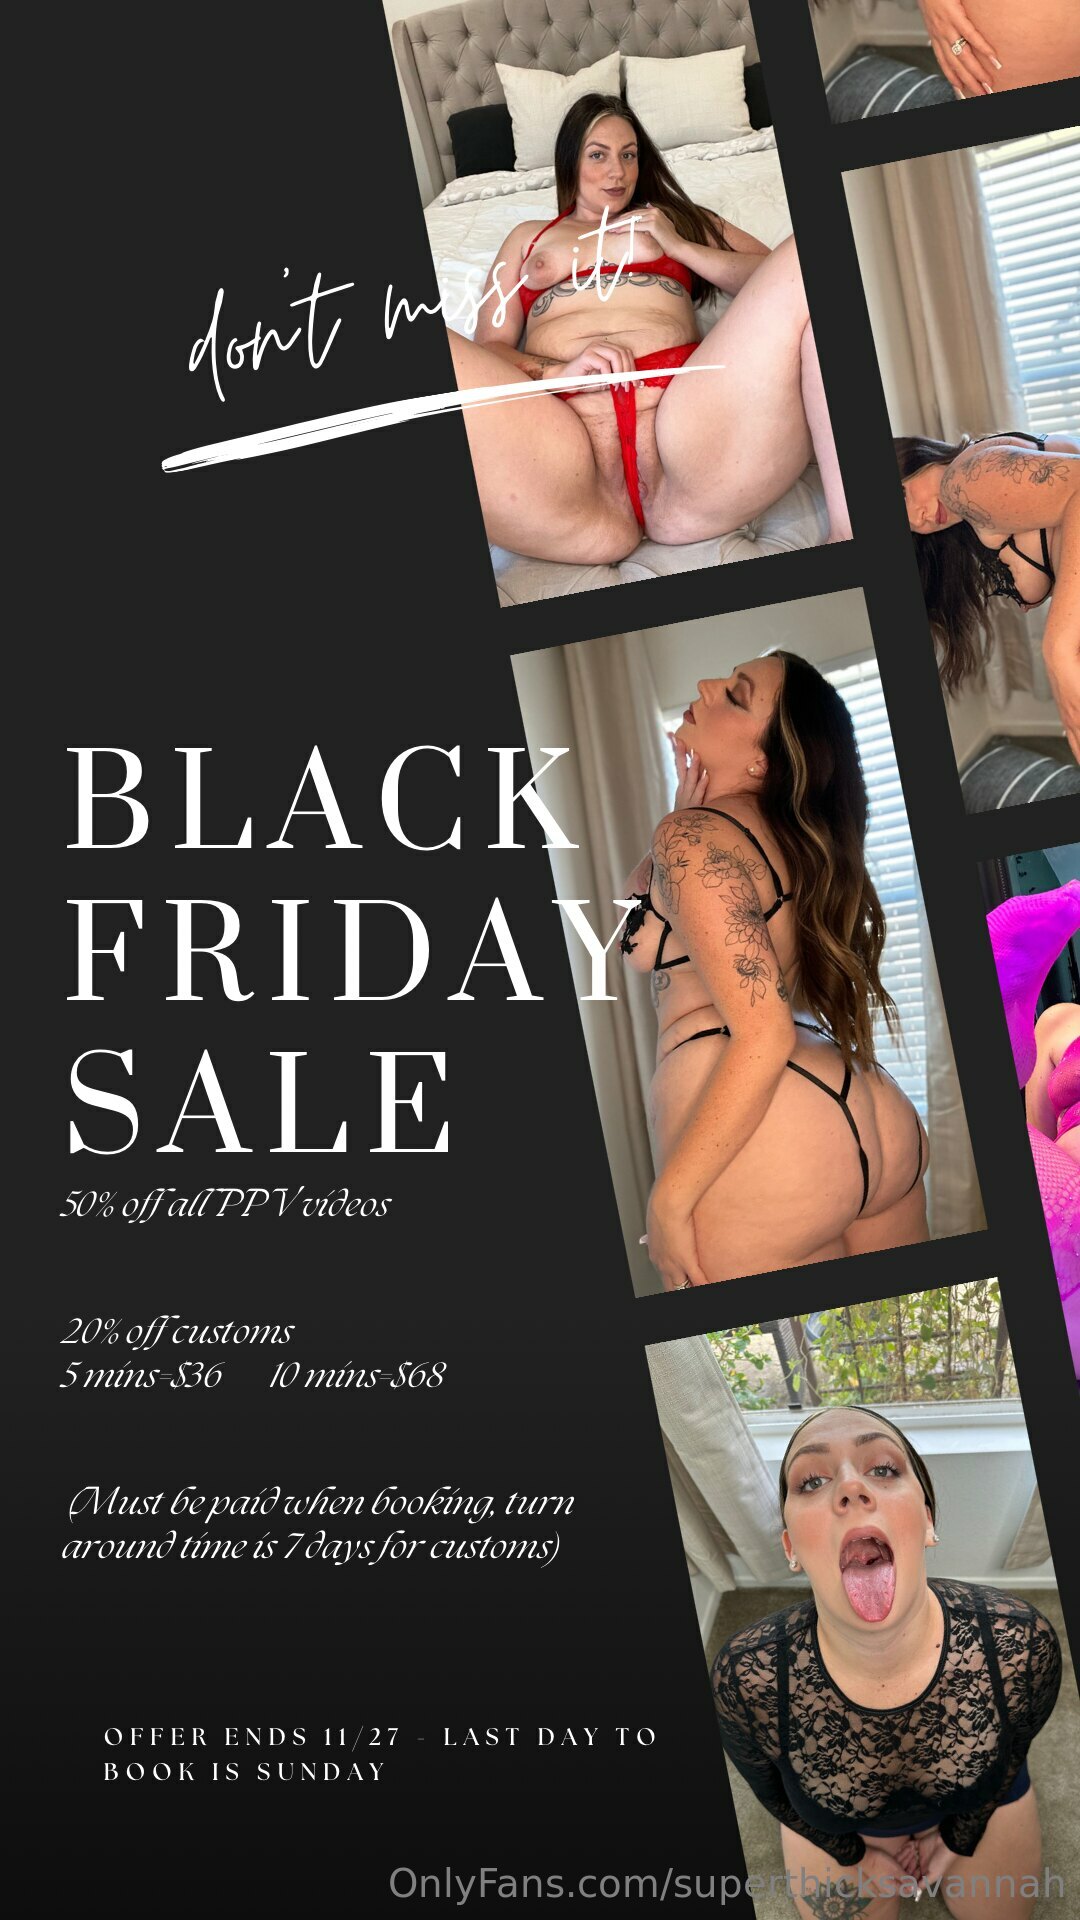 don't miss it!
BLACK
FRIDAY
SALE
50% off all PPV videos
20% off customs
5 mins=$36 10 mins=$68
(Must be paid when booking, turn
around time is 7 days for customs)
OFFER ENDS 11/27 - LAST DAY TO
BOOK IS SUNDAY
OnlyFans.com/superthicksavannah